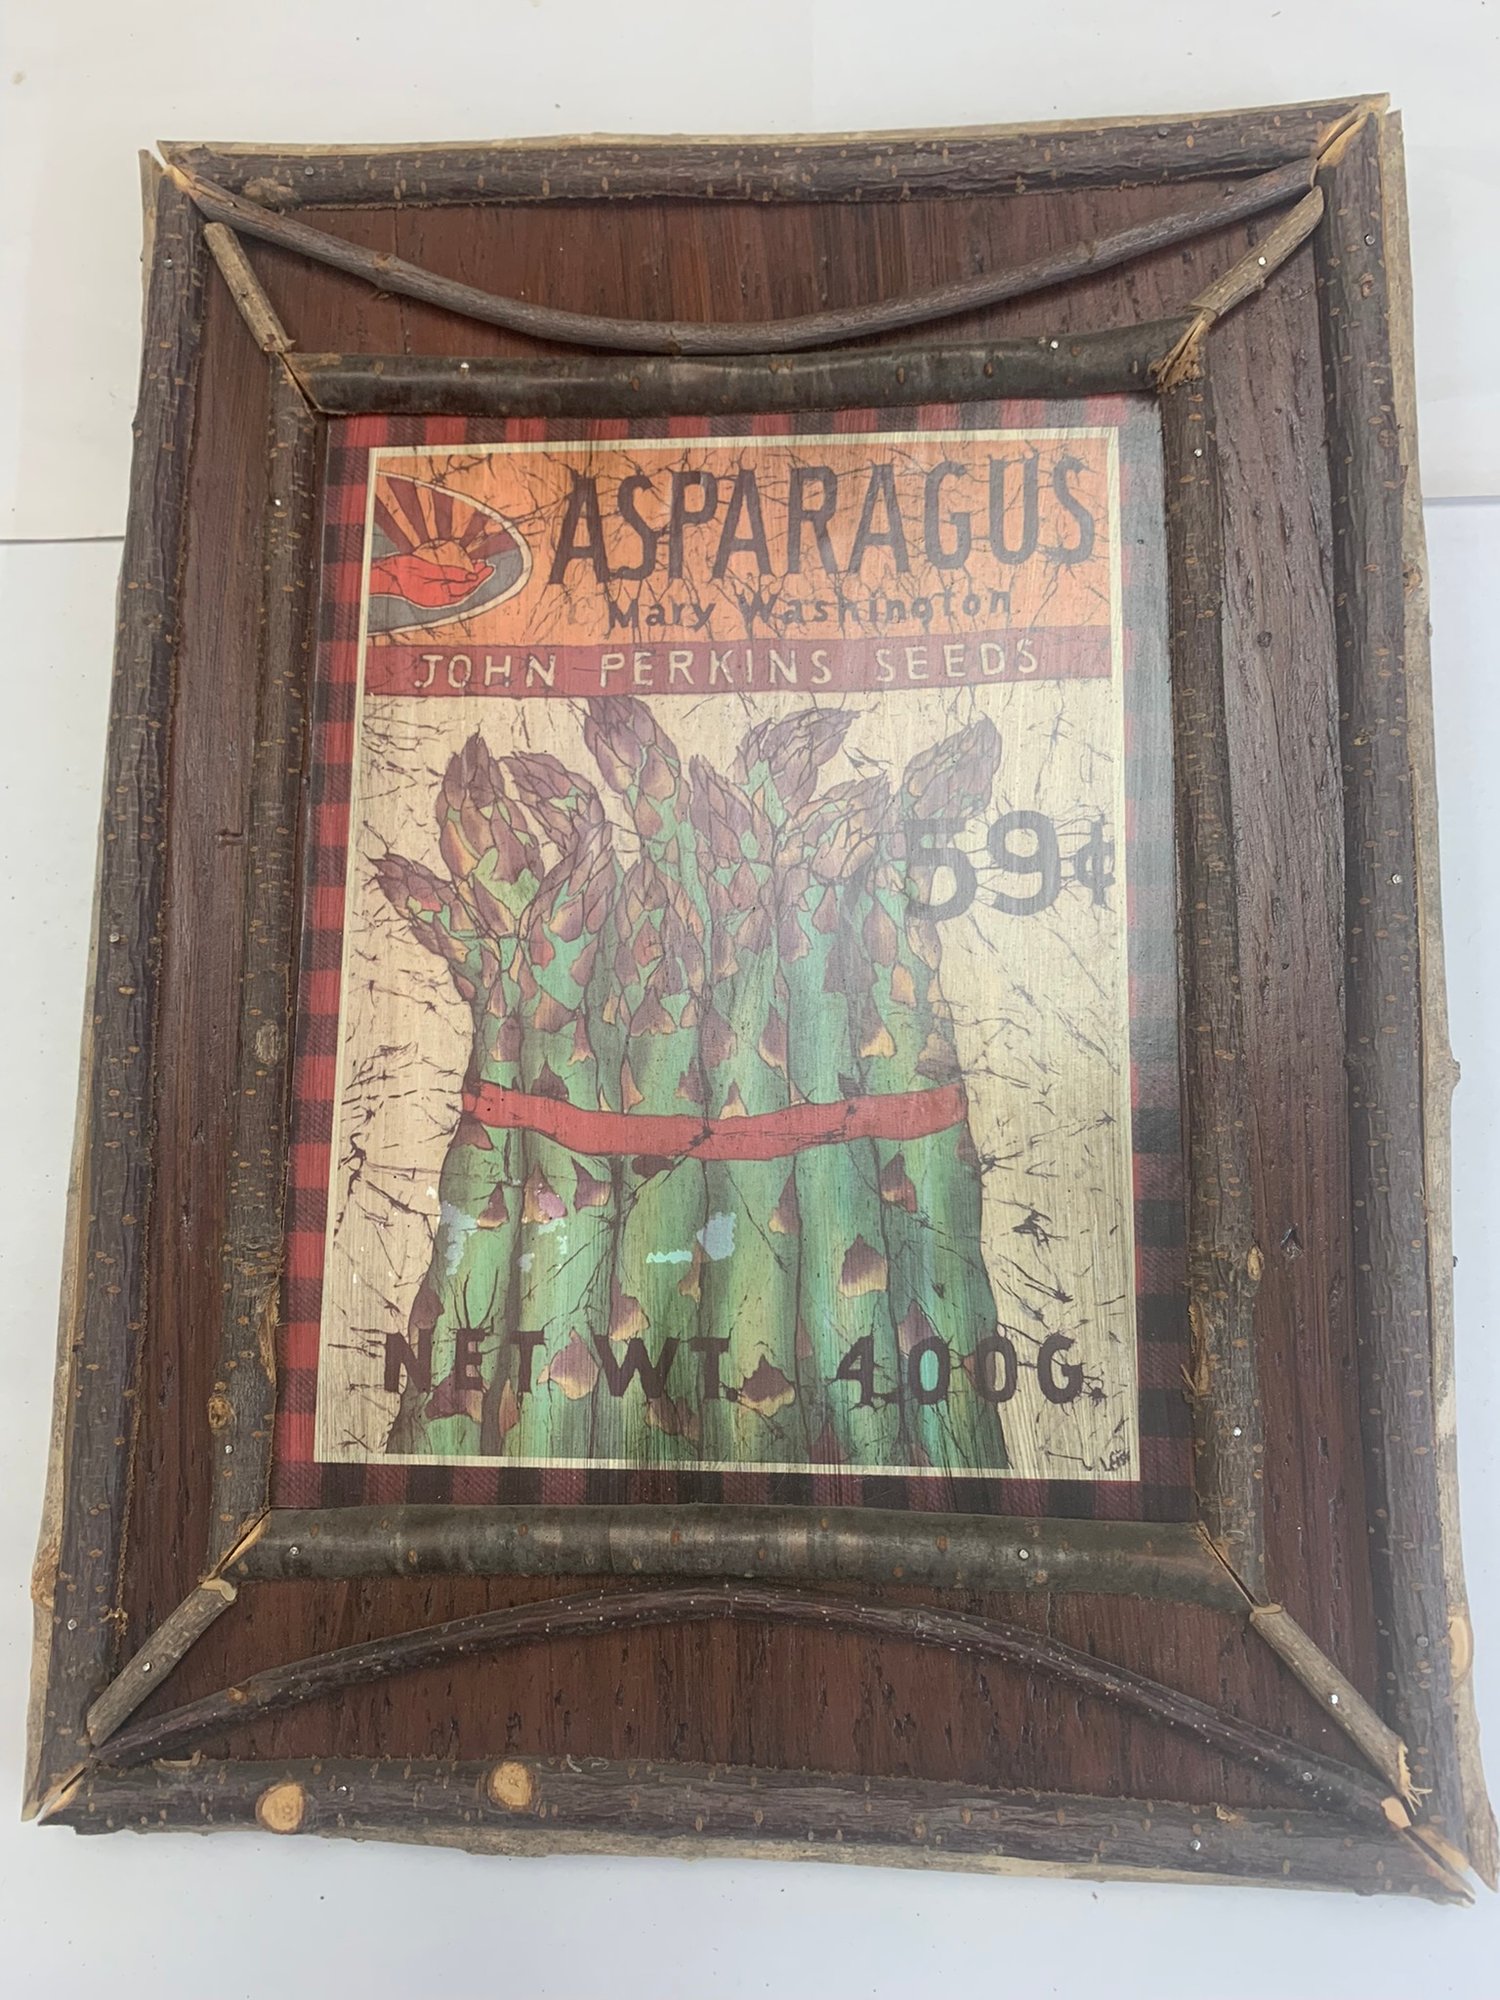 ASPARAGUS
Mary Washington
JOHN PERKINS SEEDS
59¢
NET WT. 400G.